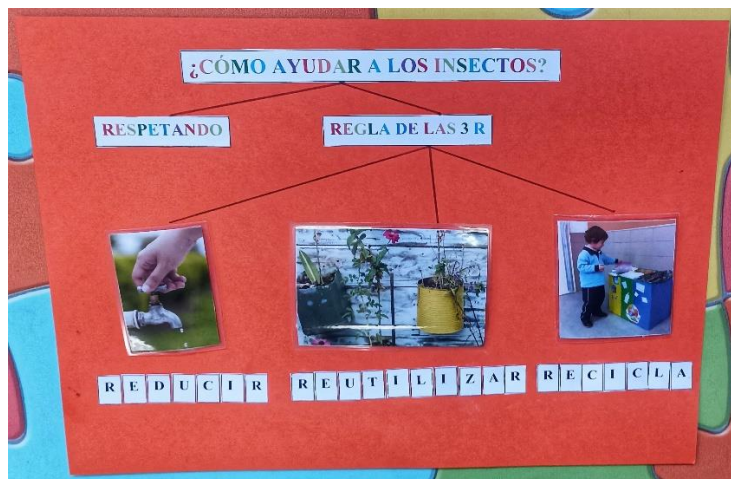 ¿CÓMO AYUDAR A LOS INSECTOS?
RESPETANDO
REGLA DE LAS 3 R
REDUCIR
REUTILIZAR
RECICLA